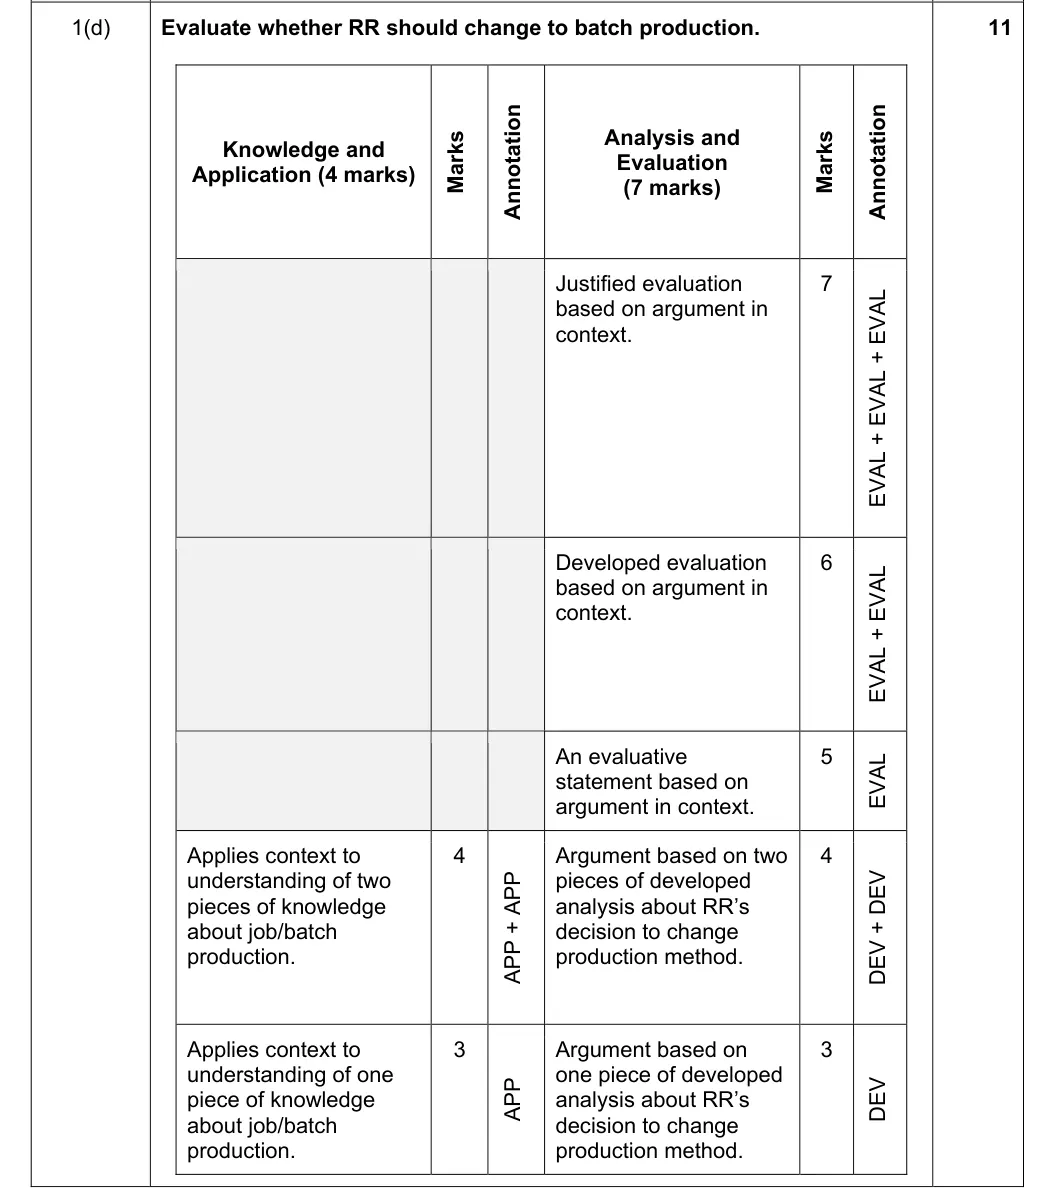 1(d) Evaluate whether RR should change to batch production. 11
Knowledge and
Application (4 marks)
Marks
Annotation
Analysis and
Evaluation
(7 marks)
Marks
Annotation
Justified evaluation
based on argument in
context.
7
EVAL + EVAL + EVAL
Developed evaluation
based on argument in
context.
6
EVAL + EVAL
An evaluative
statement based on
argument in context.
5
EVAL
Applies context to
understanding of two
pieces of knowledge
about job/batch
production.
4
APP + APP
Argument based on two
pieces of developed
analysis about RR’s
decision to change
production method.
4
DEV + DEV
Applies context to
understanding of one
piece of knowledge
about job/batch
production.
3
APP
Argument based on
one piece of developed
analysis about RR’s
decision to change
production method.
3
DEV